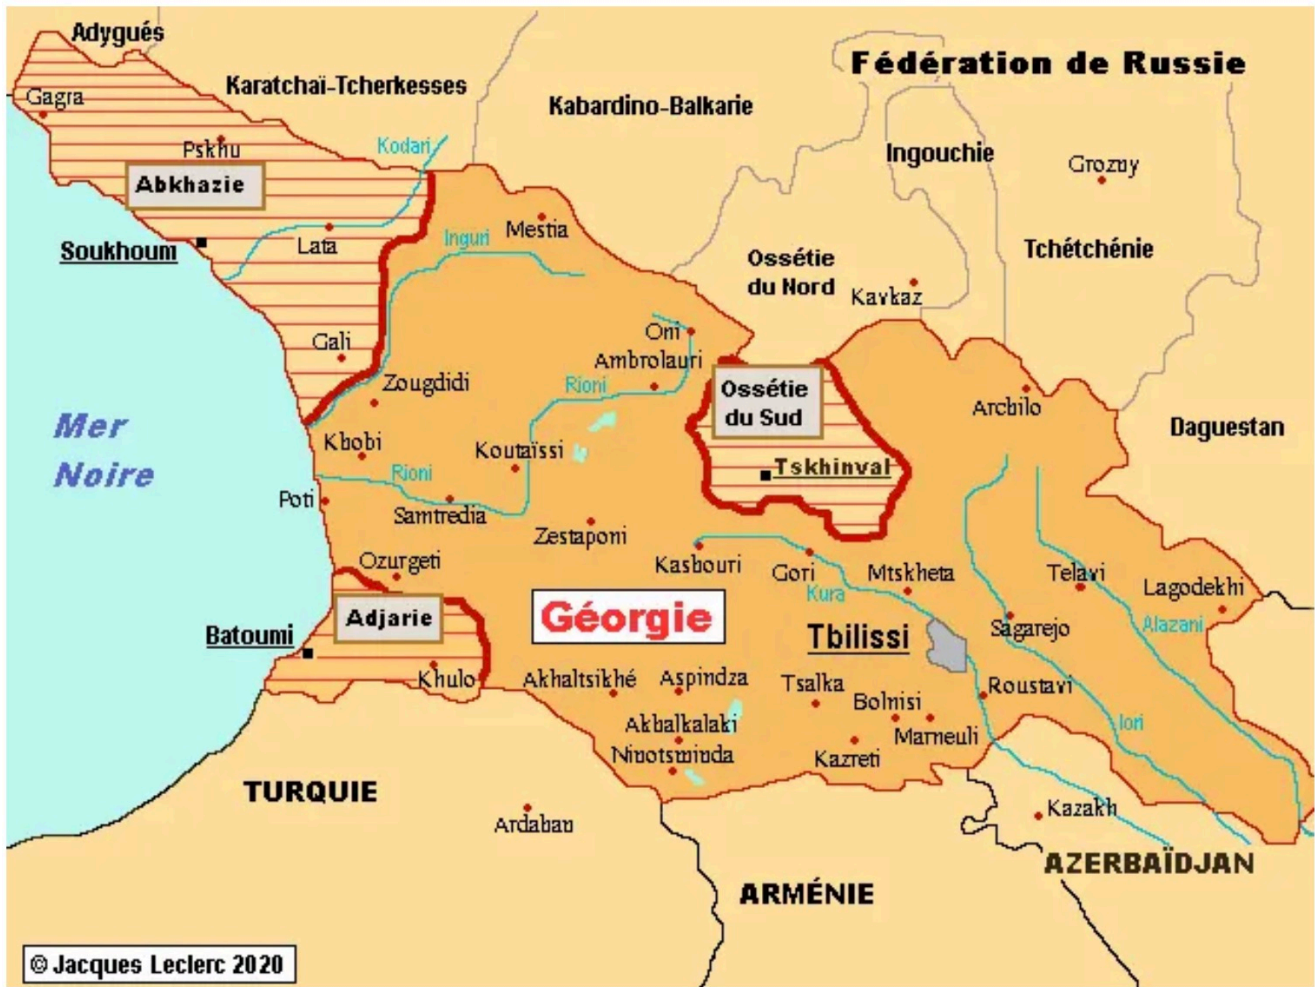 Adygués
Fédération de Russie
Karatchaï-Tcherkesses
Kabardino-Balkarie
Gagra
Pskhu
Kodari
Ingouchie
Grozny
Abkhazie
Soukhoum
Lata
Inguri
Mestia
Ossétie
du Nord
Kavkaz
Tchétchénie
Gali
Zougdidi
Oni
Ambrolauri
Rioni
Ossétie
du Sud
Archilo
Daguestan
Mer
Noire
Khobi
Koutaïssi
Rioni
Tskhinval
Poti
Samtredia
Zestaponi
Kashouri
Gori
Mtskheta
Telavi
Lagodekhi
Ozurgeti
Kura
Alazani
Adjarie
Géorgie
Tbilissi
Sagarejo
Batoumi
Khulo
Akhaltsikhé
Aspindza
Tsalka
Bolnisi
Roustavi
Akhalkalaki
Marneuli
Iori
Ninotsminda
Kazreti
TURQUIE
Ardahan
Kazakh
AZERBAÏDJAN
ARMÉNIE
© Jacques Leclerc 2020